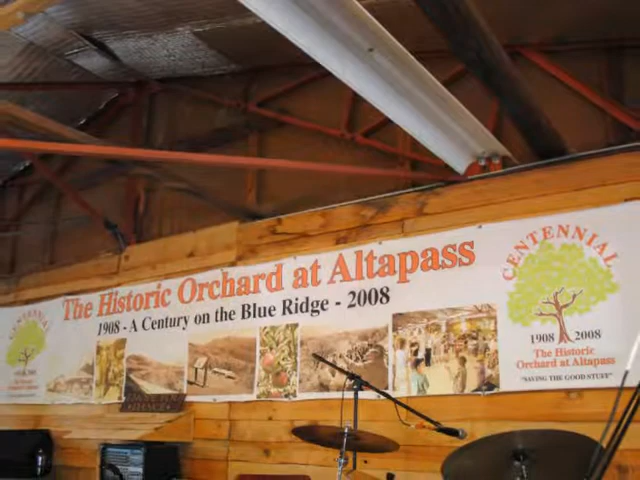 The Historic Orchard at Altapass
1908 - A Century on the Blue Ridge - 2008
CENTENNIAL
1908 2008
The Historic
Orchard at Altapass
"SAVING THE GOOD STUFF"
CENTENNIAL